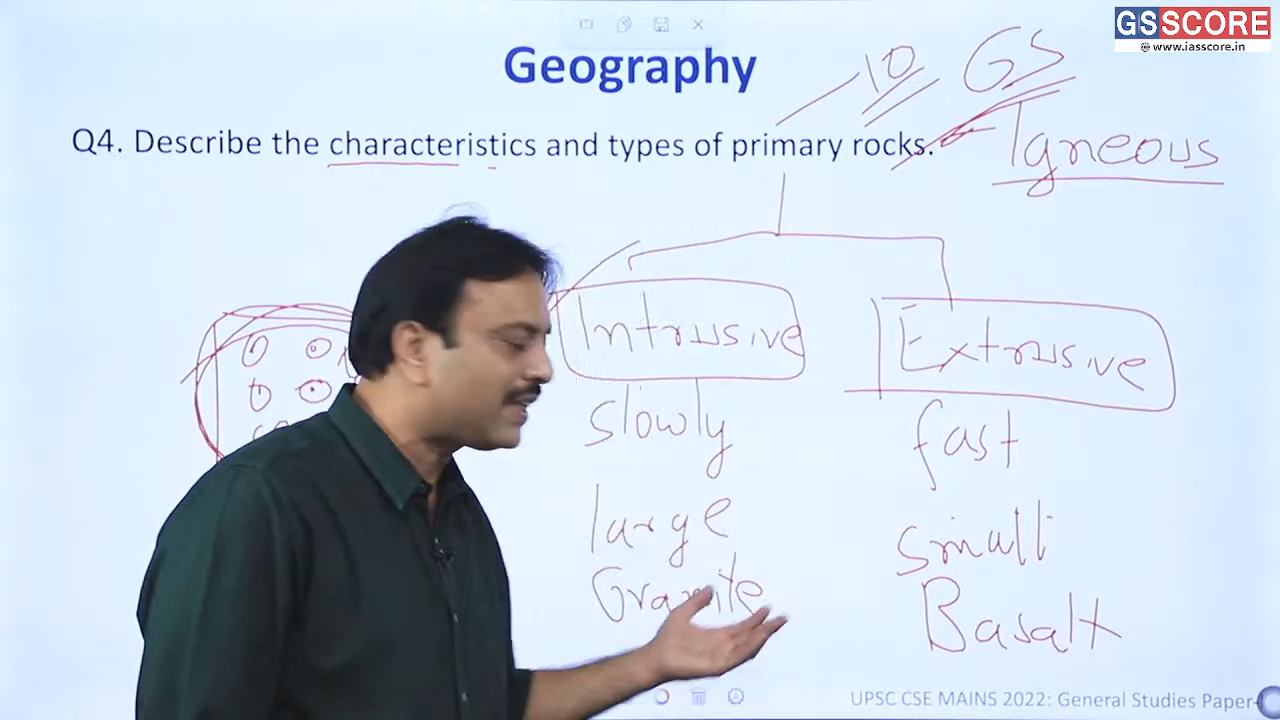 GSSCORE
www.iasscore.in
Geography
10 GS
Q4. Describe the characteristics and types of primary rocks.
Igneous
Intrusive
Extrusive
slowly
fast
large
small
Granite
Basalt
UPSC CSE MAINS 2022: General Studies Paper-